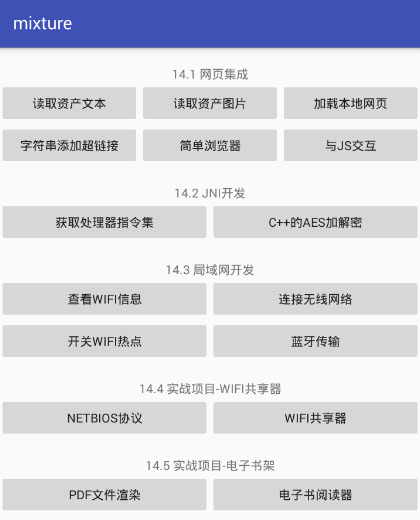 mixture
14.1 网页集成
读取资产文本 读取资产图片 加载本地网页
字符串添加超链接 简单浏览器 与JS交互
14.2 JNI开发
获取处理器指令集 C++的AES加解密
14.3 局域网开发
查看WIFI信息 连接无线网络
开关WIFI热点 蓝牙传输
14.4 实战项目-WIFI共享器
NETBIOS协议 WIFI共享器
14.5 实战项目-电子书架
PDF文件渲染 电子书阅读器